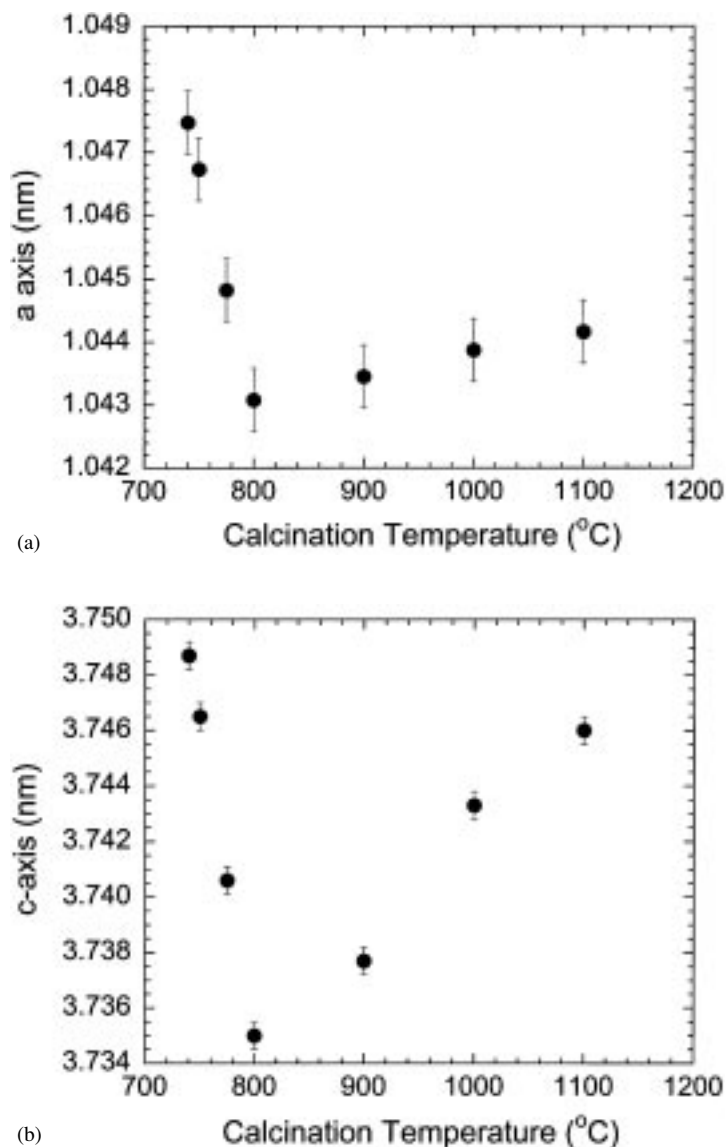 1.049
1.048
1.047
1.046
1.045
1.044
1.043
1.042
a axis (nm)
700 800 900 1000 1100 1200
Calcination Temperature (°C)
(a)
3.750
3.748
3.746
3.744
3.742
3.740
3.738
3.736
3.734
c-axis (nm)
700 800 900 1000 1100 1200
Calcination Temperature (°C)
(b)